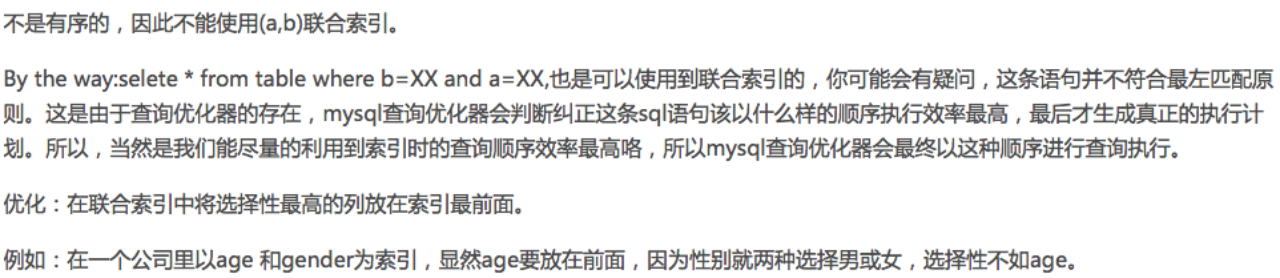 不是有序的，因此不能使用(a,b)联合索引。
By the way:selete * from table where b=XX and a=XX,也是可以使用到联合索引的，你可能会有疑问，这条语句并不符合最左匹配原
则。这是由于查询优化器的存在，mysql查询优化器会判断纠正这条sql语句该以什么样的顺序执行效率最高，最后才生成真正的执行计
划。所以，当然是我们能尽量的利用到索引时的查询顺序效率最高咯，所以mysql查询优化器会最终以这种顺序进行查询执行。
优化：在联合索引中将选择性最高的列放在索引最前面。
例如：在一个公司里以age 和gender为索引，显然age要放在前面，因为性别就两种选择男或女，选择性不如age。